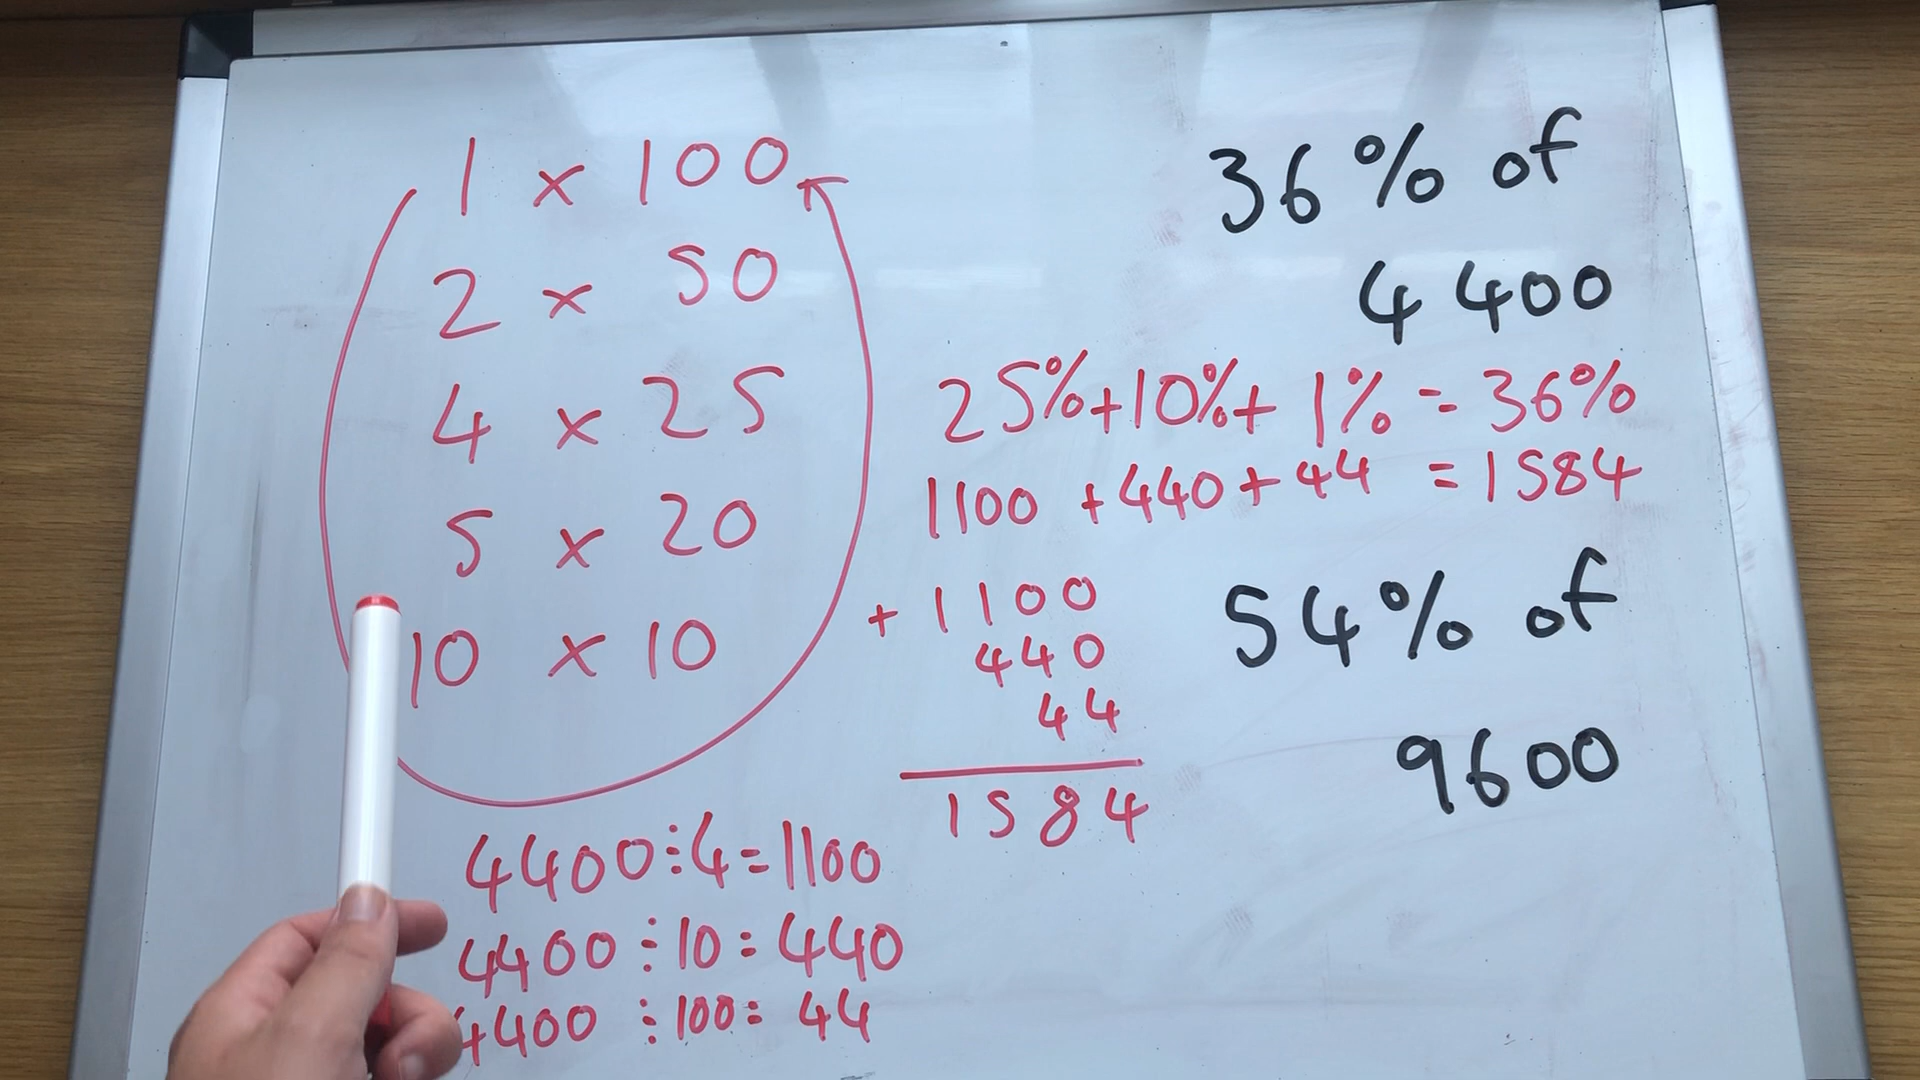 1 x 100
2 x 50
4 x 25
5 x 20
10 x 10
4400 ÷ 4 = 1100
4400 ÷ 10 = 440
4400 ÷ 100 = 44
36% of
4400
25% + 10% + 1% = 36%
1100 + 440 + 44 = 1584
+ 1100
440
44
1584
54% of
9600